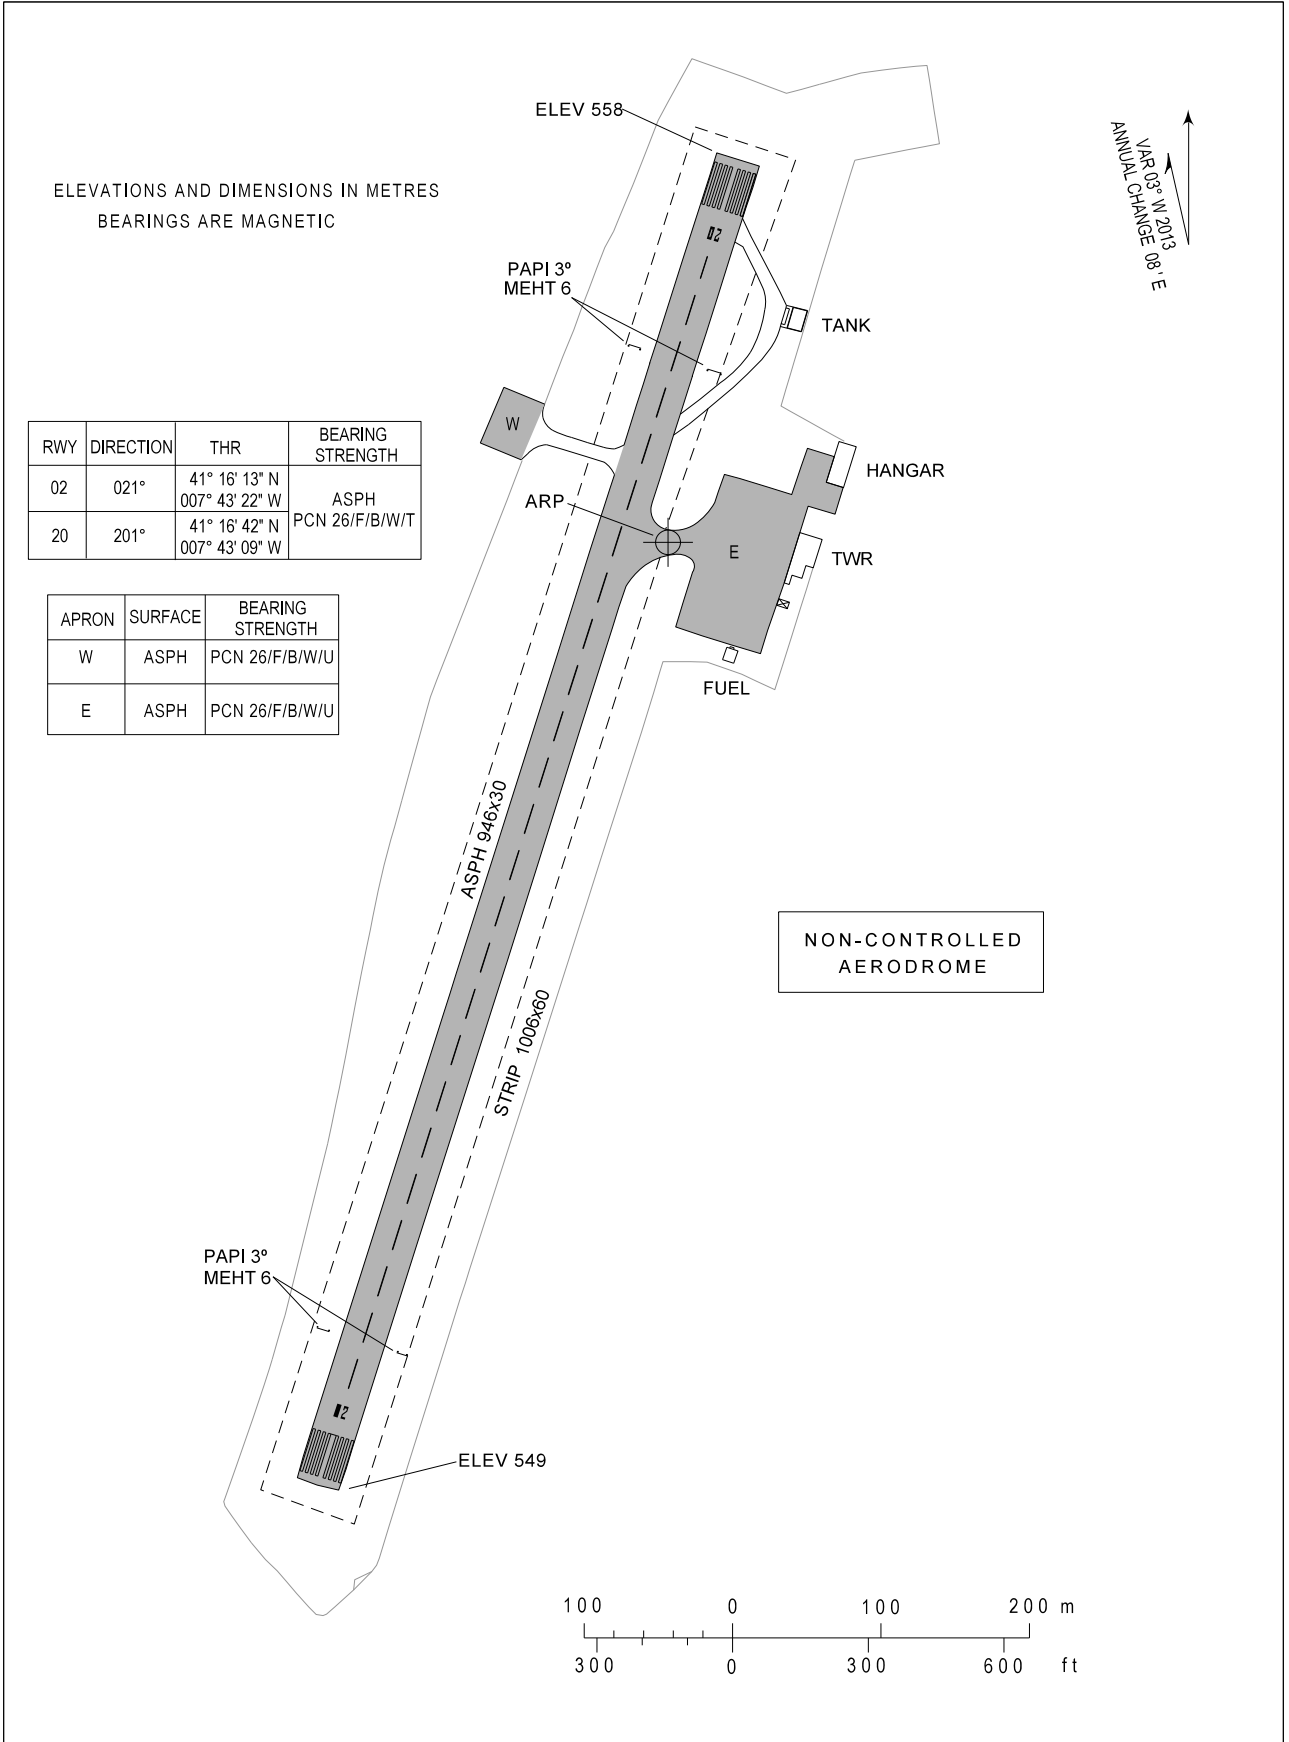 ELEV 558
VAR 03° W 2013
ANNUAL CHANGE 08' E
ELEVATIONS AND DIMENSIONS IN METRES
BEARINGS ARE MAGNETIC
02
PAPI 3º
MEHT 6
TANK
W
RWY DIRECTION THR BEARING STRENGTH
02 021° 41° 16' 13" N 007° 43' 22" W ASPH PCN 26/F/B/W/T
20 201° 41° 16' 42" N 007° 43' 09" W
HANGAR
ARP
E
TWR
APRON SURFACE BEARING STRENGTH
W ASPH PCN 26/F/B/W/U
E ASPH PCN 26/F/B/W/U
FUEL
ASPH 946x30
NON-CONTROLLED
AERODROME
STRIP 1006x60
PAPI 3º
MEHT 6
02
ELEV 549
100 0 100 200 m
300 0 300 600 ft